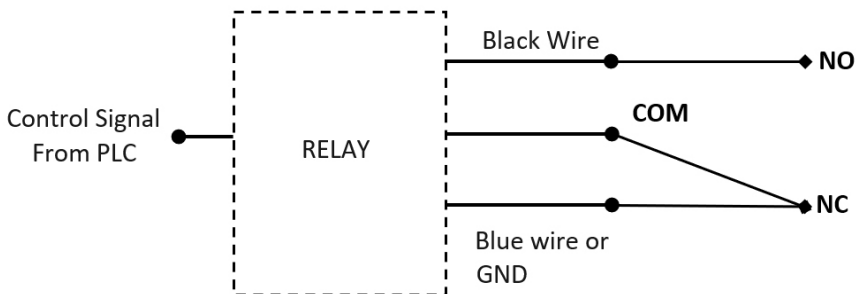 Black Wire
NO
Control Signal
From PLC
RELAY
COM
NC
Blue wire or
GND